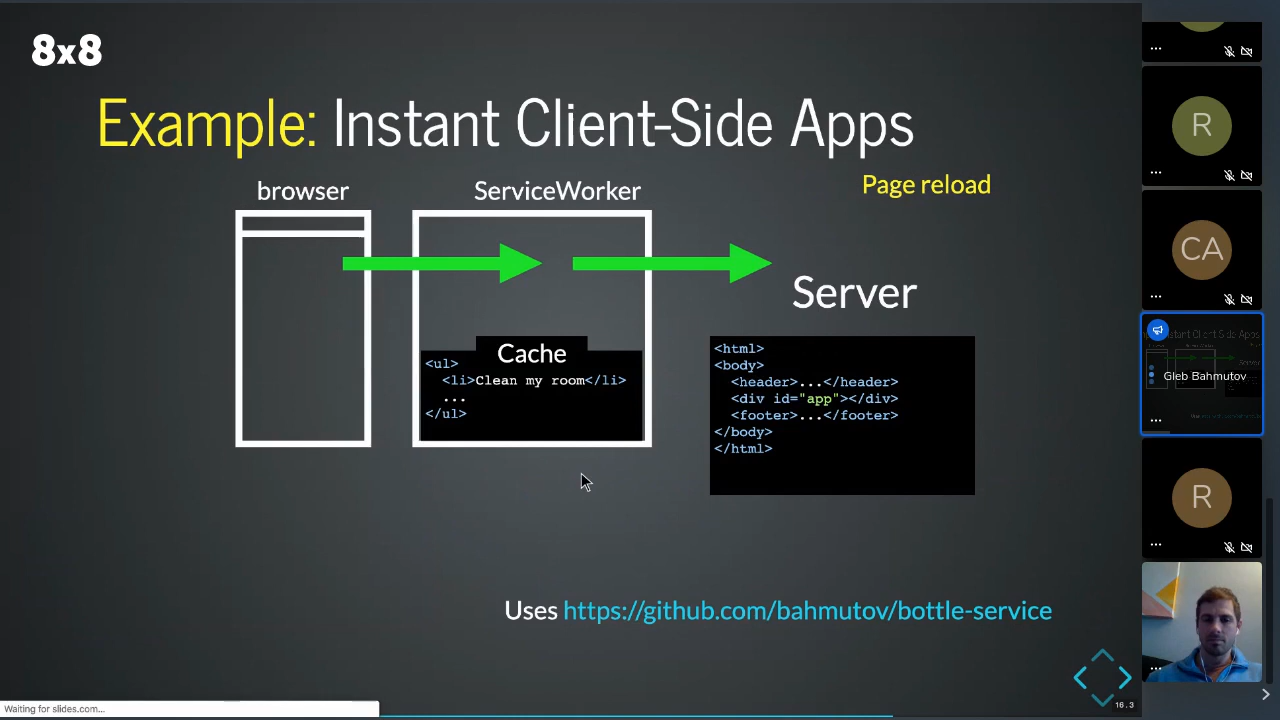 8x8
Example: Instant Client-Side Apps
browser
ServiceWorker
Page reload
Server
Cache
<ul>
<li>Clean my room</li>
...
</ul>
<html>
<body>
<header>...</header>
<div id="app"></div>
<footer>...</footer>
</body>
</html>
Uses https://github.com/bahmutov/bottle-service
16.3
Waiting for slides.com...
R
CA
Gleb Bahmutov
R